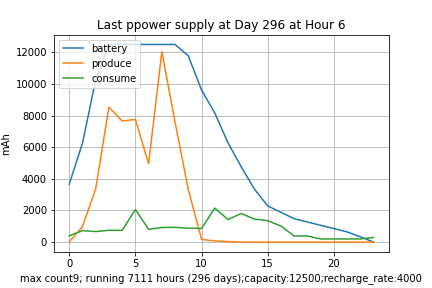 Last ppower supply at Day 296 at Hour 6
battery
produce
consume
12000
10000
8000
6000
4000
2000
0
mAh
0 5 10 15 20
max count9; running 7111 hours (296 days);capacity:12500;recharge_rate:4000